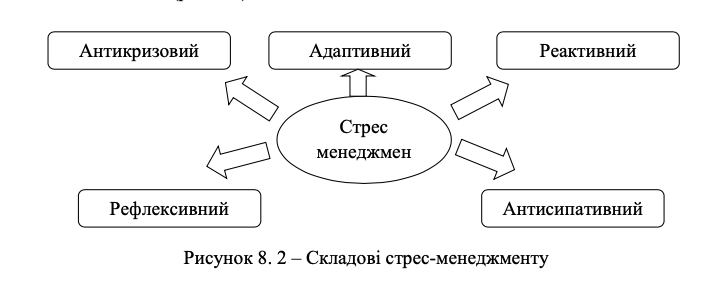 Антикризовий
Адаптивний
Реактивний
Стрес
менеджмен
Рефлексивний
Антисипативний
Рисунок 8. 2 – Складові стрес-менеджменту